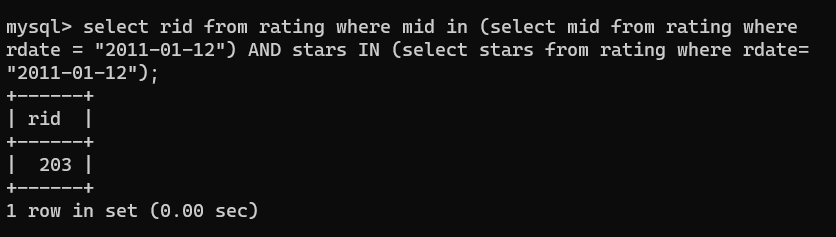 mysql> select rid from rating where mid in (select mid from rating where
rdate = "2011-01-12") AND stars IN (select stars from rating where rdate=
"2011-01-12");
+------+
| rid  |
+------+
|  203 |
+------+
1 row in set (0.00 sec)